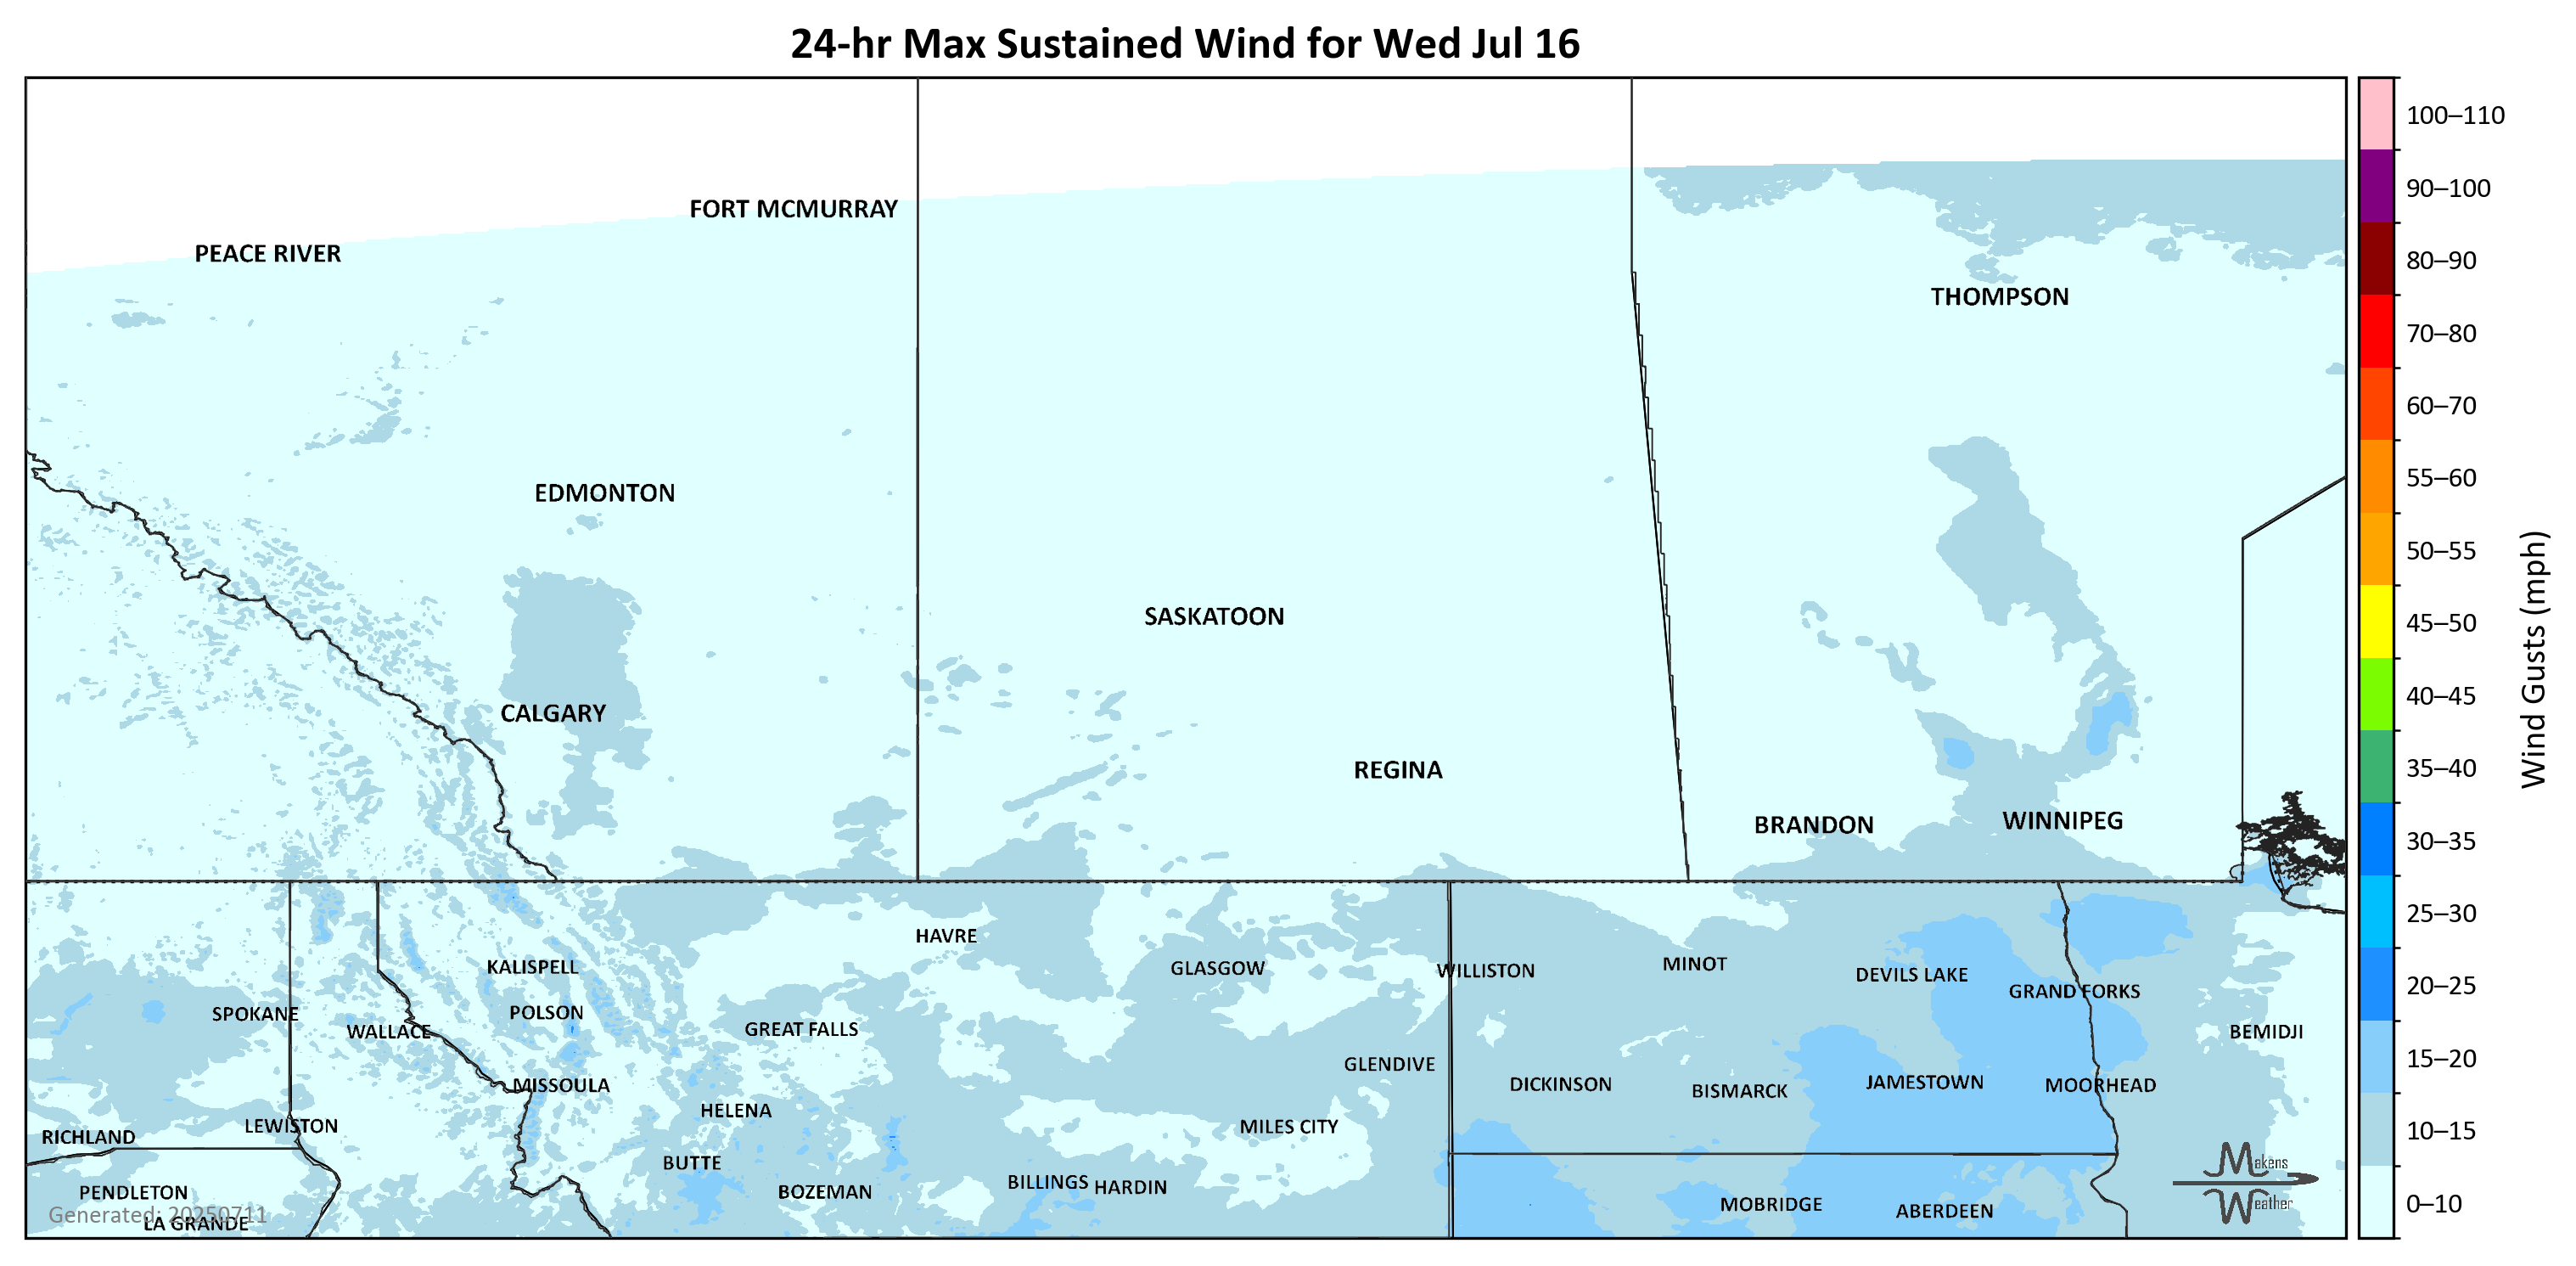 24-hr Max Sustained Wind for Wed Jul 16
100–110
90–100
80–90
70–80
60–70
55–60
50–55
45–50
40–45
35–40
30–35
25–30
20–25
15–20
10–15
0–10
Wind Gusts (mph)
FORT MCMURRAY
PEACE RIVER
THOMPSON
EDMONTON
SASKATOON
CALGARY
REGINA
BRANDON
WINNIPEG
HAVRE
KALISPELL
GLASGOW
WILLISTON
MINOT
DEVILS LAKE
GRAND FORKS
SPOKANE
POLSON
WALLACE
GREAT FALLS
BEMIDJI
GLENDIVE
MISSOULA
DICKINSON
BISMARCK
JAMESTOWN
MOORHEAD
HELENA
LEWISTON
MILES CITY
RICHLAND
BUTTE
BILLINGS
HARDIN
PENDLETON
BOZEMAN
MOBRIDGE
ABERDEEN
Generated: 20250711
LA GRANDE
Makens
Weather